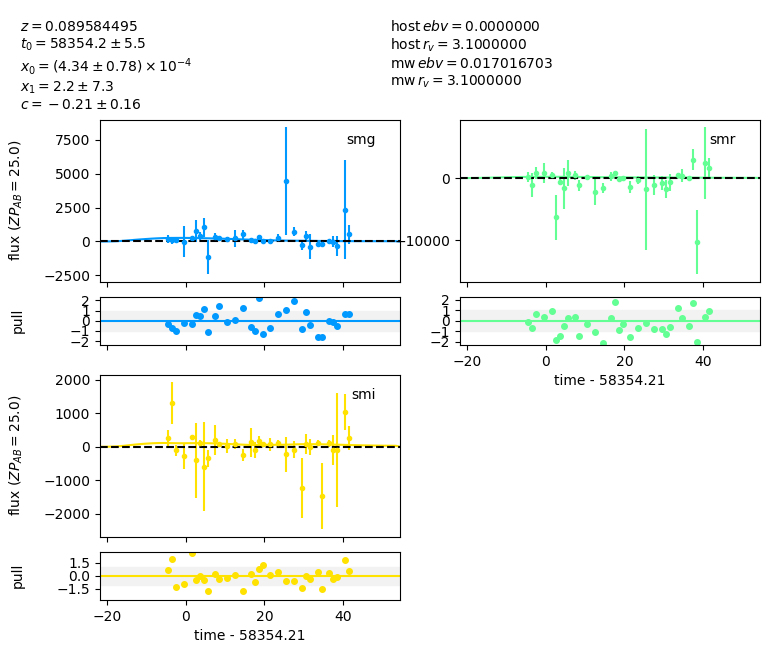 z = 0.089584495
t₀ = 58354.2 ± 5.5
x₀ = (4.34 ± 0.78) × 10⁻⁴
x₁ = 2.2 ± 7.3
c = −0.21 ± 0.16
host ebv = 0.0000000
host rᵥ = 3.1000000
mw ebv = 0.017016703
mw rᵥ = 3.1000000
smg
flux (ZP_AB = 25.0)
7500
5000
2500
0
−2500
pull
2
1
0
−1
−2
smr
0
−10000
2
1
0
−1
−2
−20 0 20 40
time - 58354.21
smi
flux (ZP_AB = 25.0)
2000
1000
0
−1000
−2000
pull
1.5
0.0
−1.5
−20 0 20 40
time - 58354.21